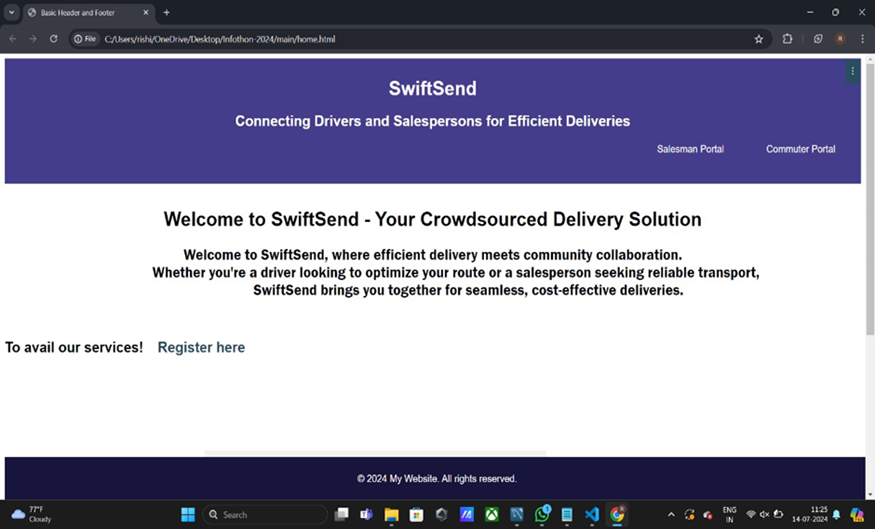 Basic Header and Footer
File
C:/Users/rishi/OneDrive/Desktop/Infothon-2024/main/home.html
SwiftSend
Connecting Drivers and Salespersons for Efficient Deliveries
Salesman Portal Commuter Portal
Welcome to SwiftSend - Your Crowdsourced Delivery Solution
Welcome to SwiftSend, where efficient delivery meets community collaboration.
Whether you're a driver looking to optimize your route or a salesperson seeking reliable transport,
SwiftSend brings you together for seamless, cost-effective deliveries.
To avail our services! Register here
© 2024 My Website. All rights reserved.
77°F
Cloudy
Search
ENG
IN
11:25
14-07-2024